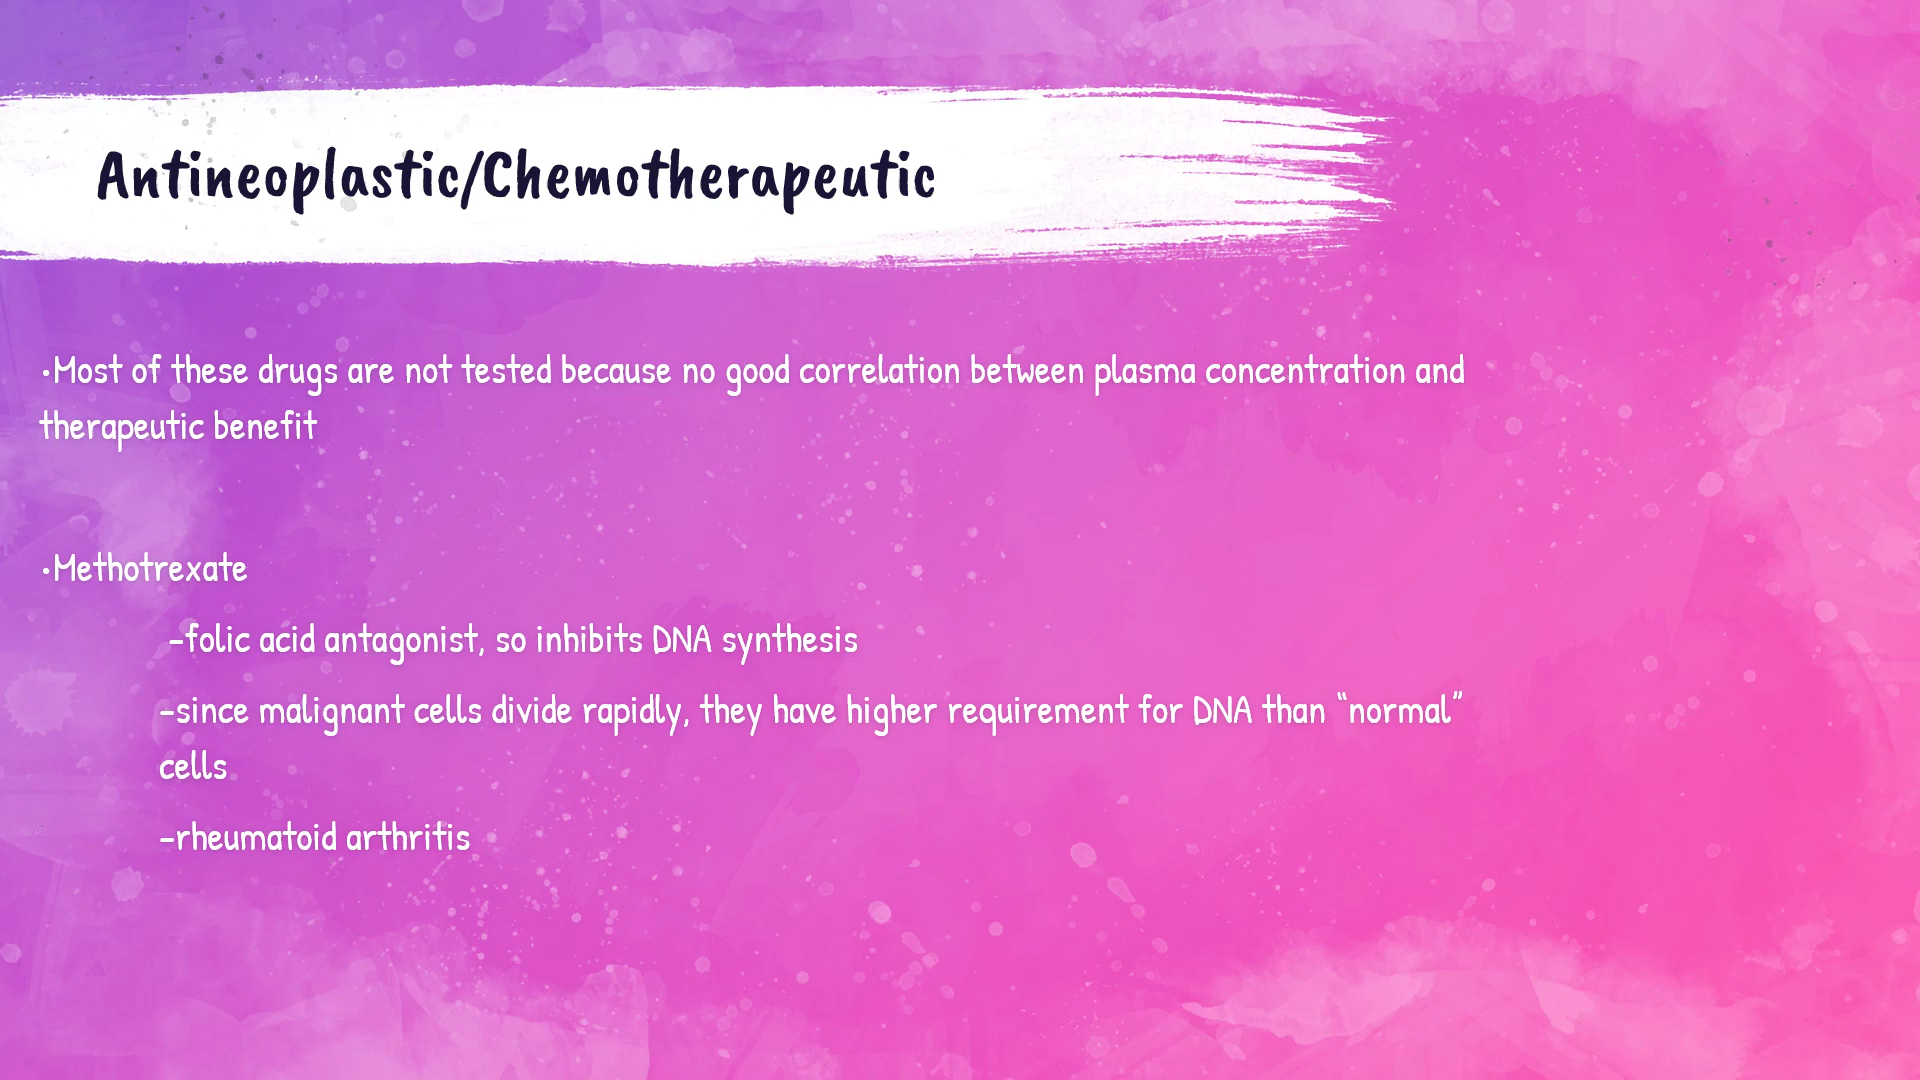 Antineoplastic/Chemotherapeutic
•Most of these drugs are not tested because no good correlation between plasma concentration and
therapeutic benefit
•Methotrexate
–folic acid antagonist, so inhibits DNA synthesis
–since malignant cells divide rapidly, they have higher requirement for DNA than “normal”
cells
–rheumatoid arthritis